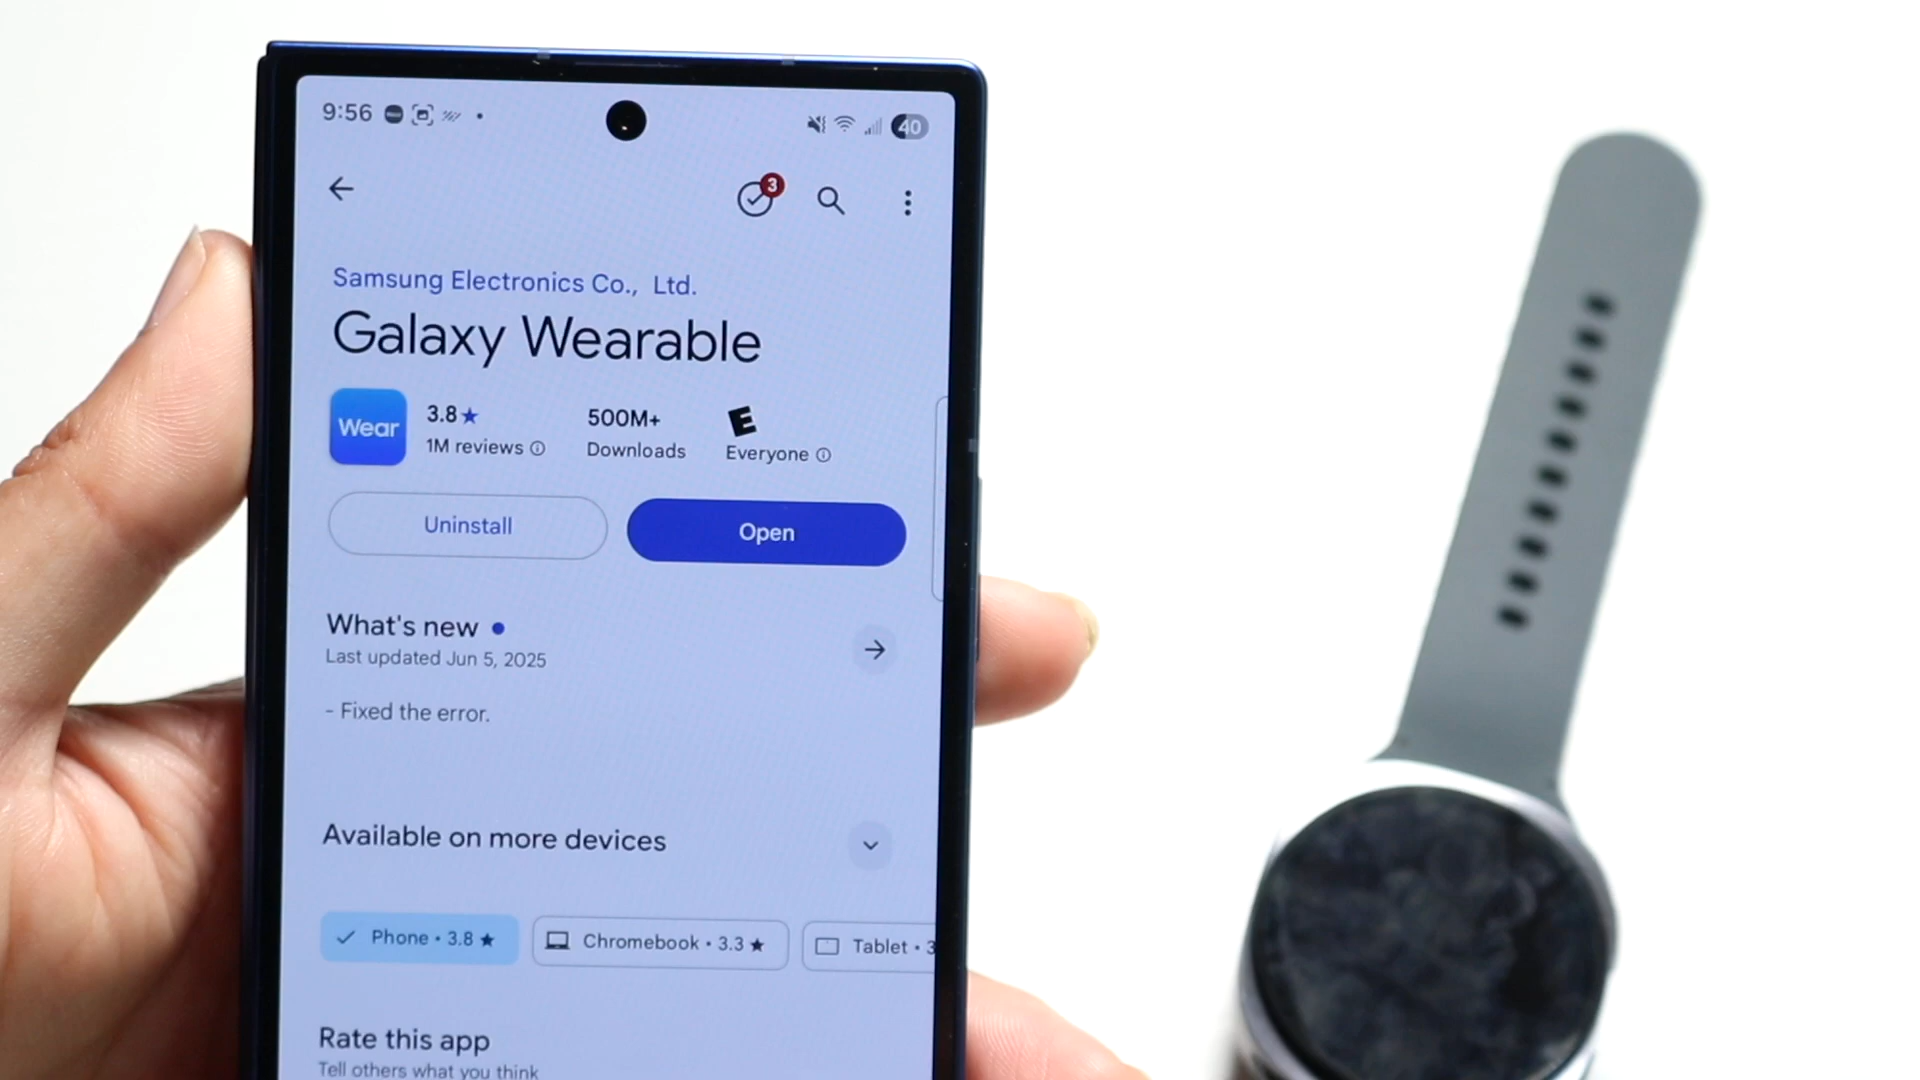 9:56
40
3
Samsung Electronics Co., Ltd.
Galaxy Wearable
Wear
3.8★
1M reviews
500M+
Downloads
E
Everyone
Uninstall
Open
What's new
Last updated Jun 5, 2025
- Fixed the error.
Available on more devices
Phone • 3.8 ★
Chromebook • 3.3 ★
Tablet • 3
Rate this app
Tell others what you think